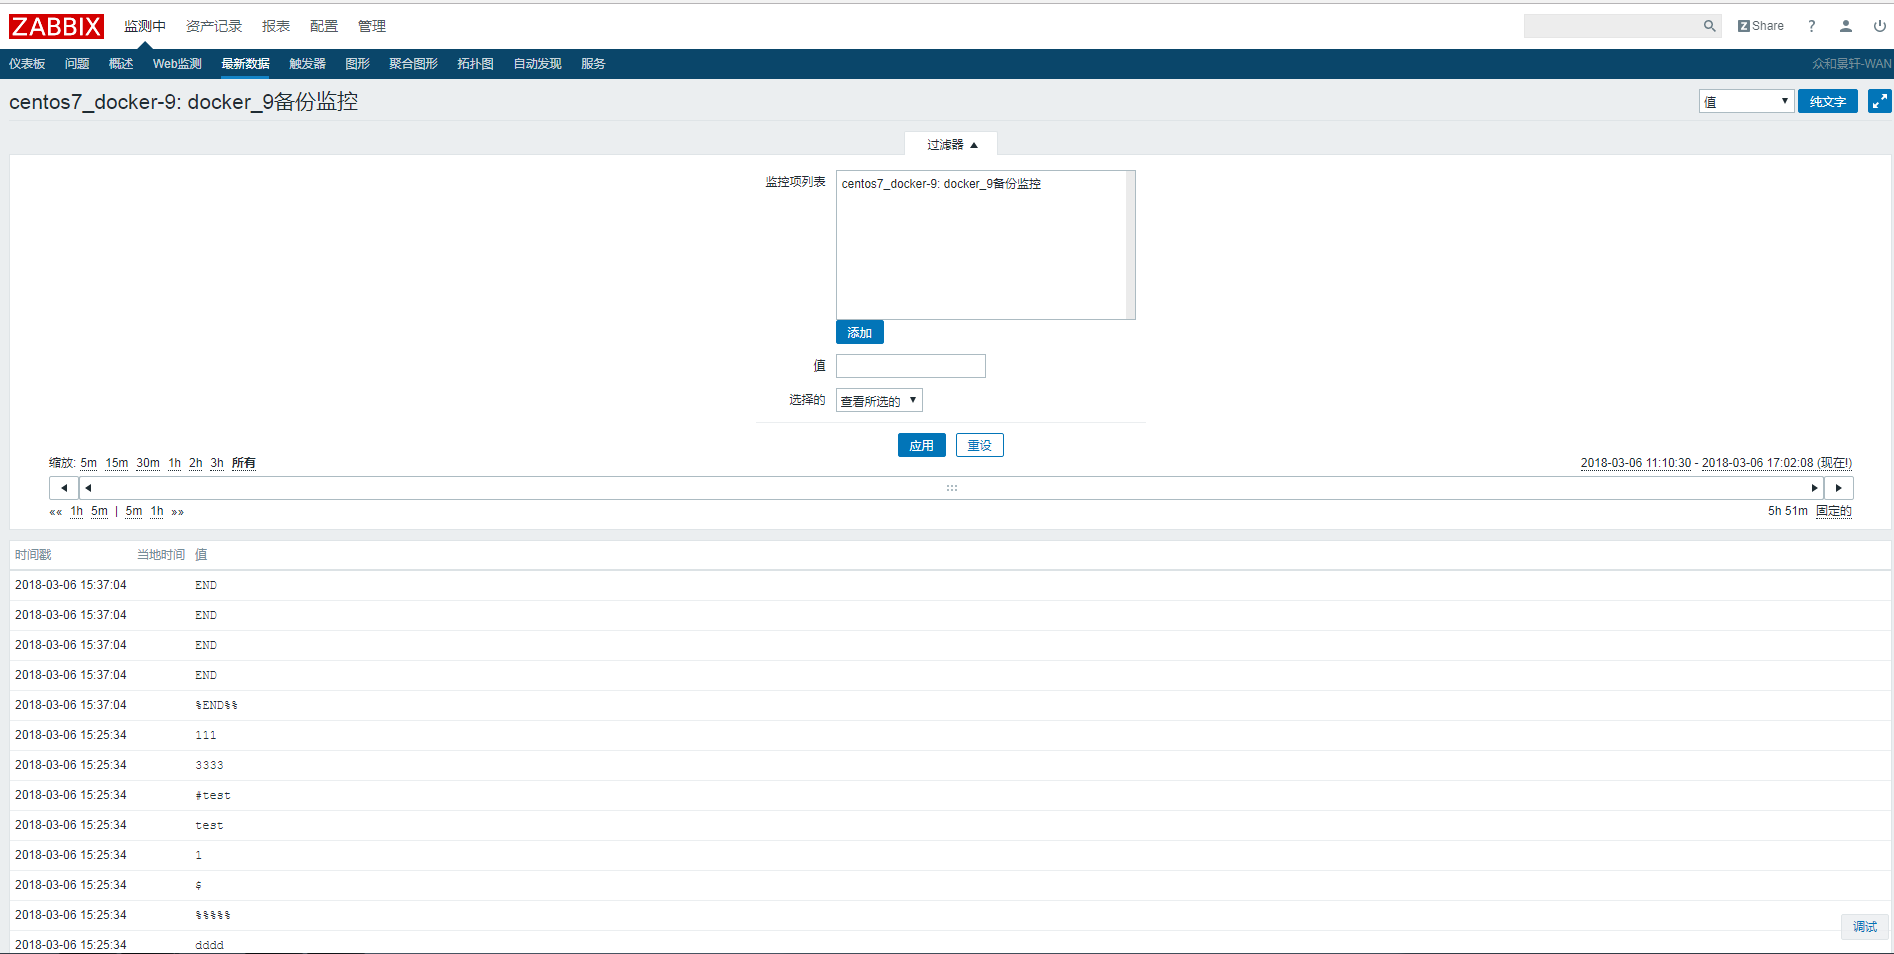 ZABBIX 监测中 资产记录 报表 配置 管理 Z Share ?
仪表板 问题 概述 Web监测 最新数据 触发器 图形 聚合图形 拓扑图 自动发现 服务 众和景轩-WAN
centos7_docker-9: docker_9备份监控 值 纯文字
过滤器
监控项列表 centos7_docker-9: docker_9备份监控
添加
值
选择的 查看所选的
应用 重设
缩放: 5m 15m 30m 1h 2h 3h 所有 2018-03-06 11:10:30 - 2018-03-06 17:02:08 (现在!)
«« 1h 5m | 5m 1h »» 5h 51m 固定的
时间戳 当地时间 值
2018-03-06 15:37:04 END
2018-03-06 15:37:04 END
2018-03-06 15:37:04 END
2018-03-06 15:37:04 END
2018-03-06 15:37:04 %END%%
2018-03-06 15:25:34 111
2018-03-06 15:25:34 3333
2018-03-06 15:25:34 #test
2018-03-06 15:25:34 test
2018-03-06 15:25:34 1
2018-03-06 15:25:34 $
2018-03-06 15:25:34 %%%%%
调试
2018-03-06 15:25:34 dddd